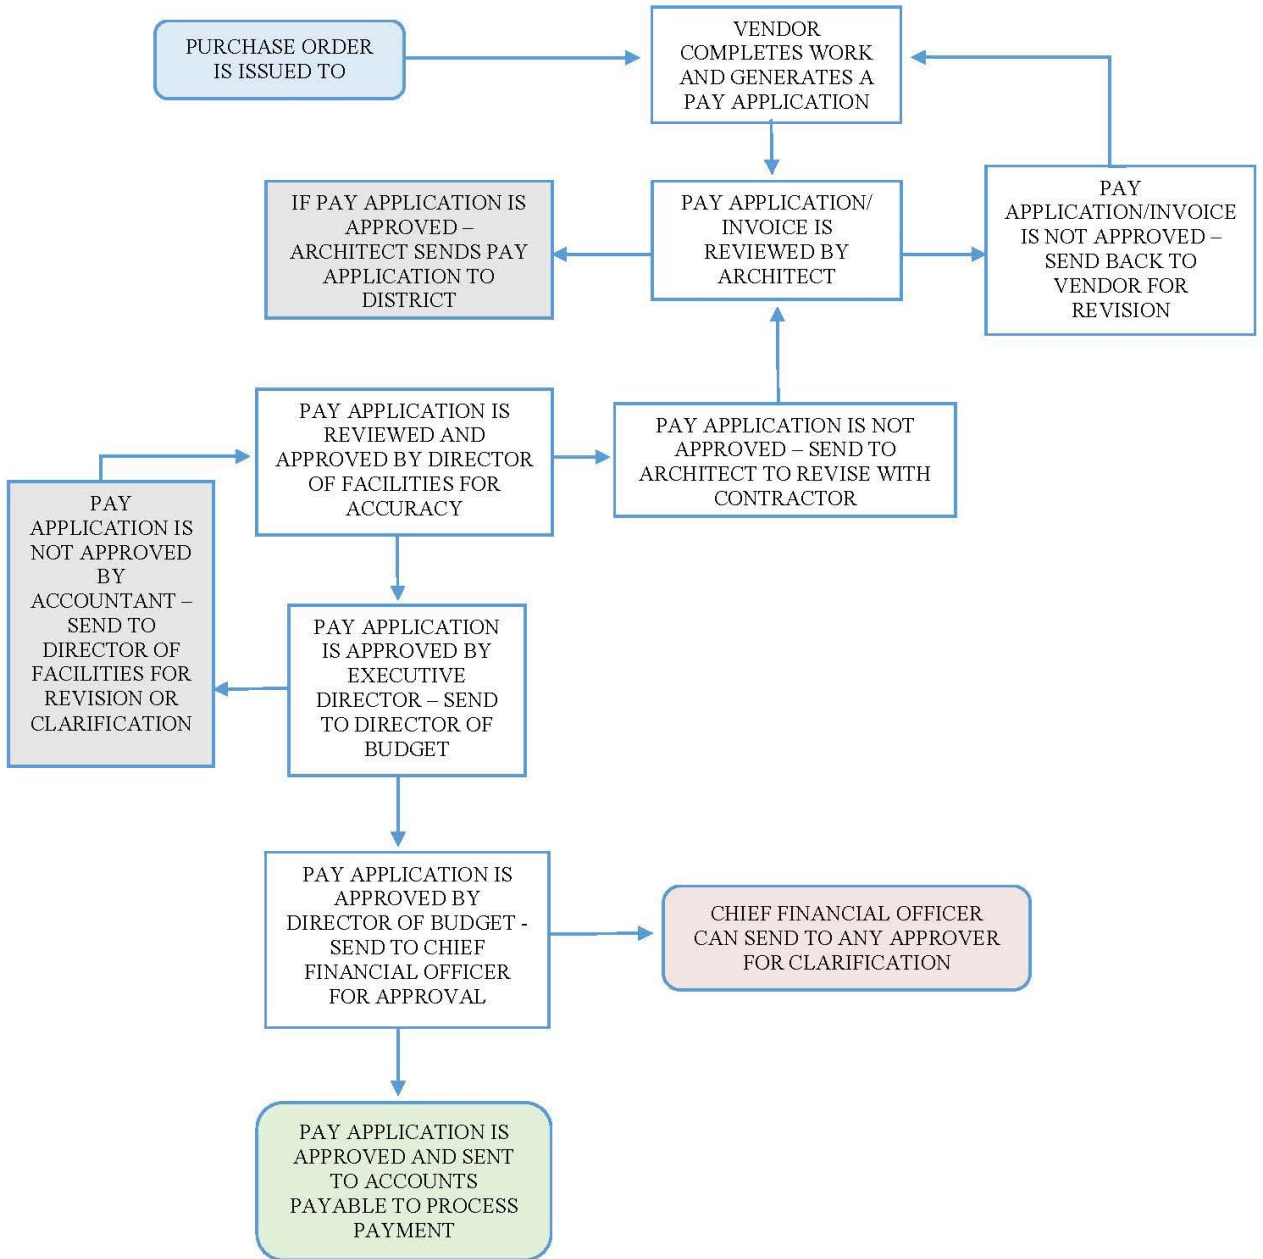 PURCHASE ORDER
IS ISSUED TO
VENDOR
COMPLETES WORK
AND GENERATES A
PAY APPLICATION
IF PAY APPLICATION IS
APPROVED –
ARCHITECT SENDS PAY
APPLICATION TO
DISTRICT
PAY APPLICATION/
INVOICE IS
REVIEWED BY
ARCHITECT
PAY
APPLICATION/INVOICE
IS NOT APPROVED –
SEND BACK TO
VENDOR FOR
REVISION
PAY APPLICATION IS
REVIEWED AND
APPROVED BY DIRECTOR
OF FACILITIES FOR
ACCURACY
PAY APPLICATION IS NOT
APPROVED – SEND TO
ARCHITECT TO REVISE WITH
CONTRACTOR
PAY
APPLICATION IS
NOT APPROVED
BY
ACCOUNTANT –
SEND TO
DIRECTOR OF
FACILITIES FOR
REVISION OR
CLARIFICATION
PAY APPLICATION
IS APPROVED BY
EXECUTIVE
DIRECTOR – SEND
TO DIRECTOR OF
BUDGET
PAY APPLICATION IS
APPROVED BY
DIRECTOR OF BUDGET -
SEND TO CHIEF
FINANCIAL OFFICER
FOR APPROVAL
CHIEF FINANCIAL OFFICER
CAN SEND TO ANY APPROVER
FOR CLARIFICATION
PAY APPLICATION IS
APPROVED AND SENT
TO ACCOUNTS
PAYABLE TO PROCESS
PAYMENT